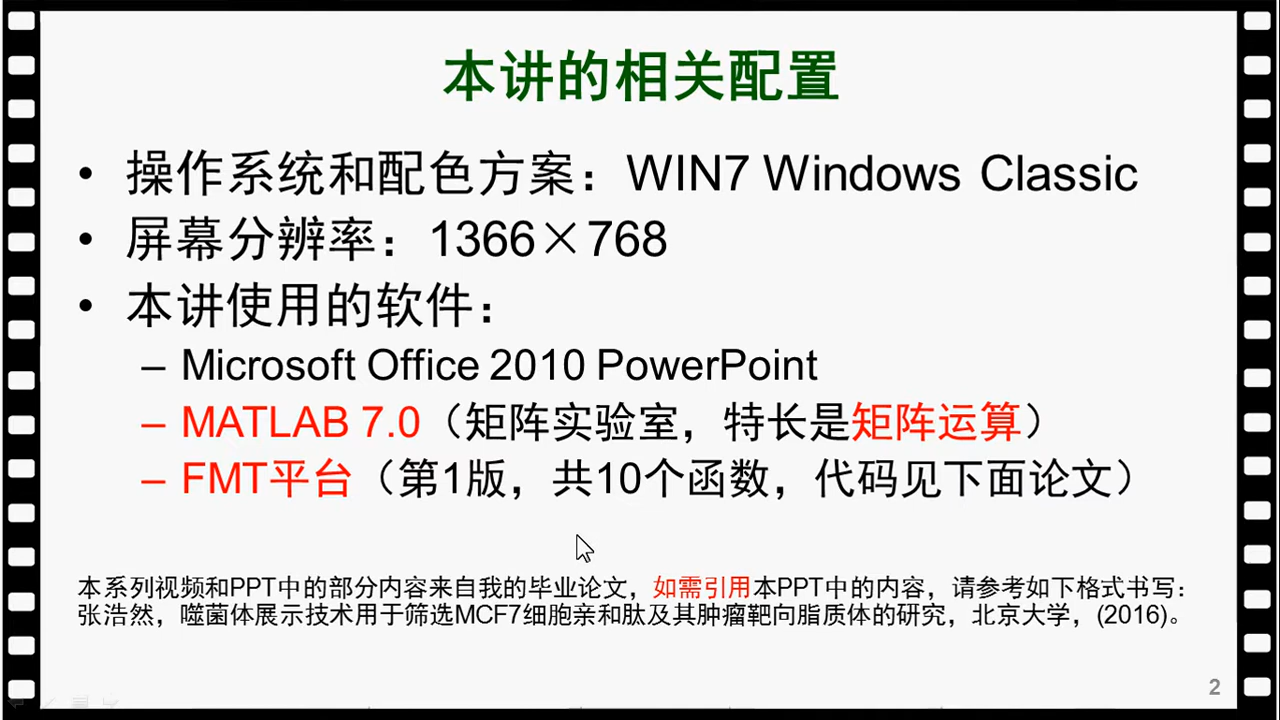 本讲的相关配置
• 操作系统和配色方案：WIN7 Windows Classic
• 屏幕分辨率：1366×768
• 本讲使用的软件：
– Microsoft Office 2010 PowerPoint
– MATLAB 7.0（矩阵实验室，特长是矩阵运算）
– FMT平台（第1版，共10个函数，代码见下面论文）
本系列视频和PPT中的部分内容来自我的毕业论文，如需引用本PPT中的内容，请参考如下格式书写：
张浩然，噬菌体展示技术用于筛选MCF7细胞亲和肽及其肿瘤靶向脂质体的研究，北京大学，(2016)。
2